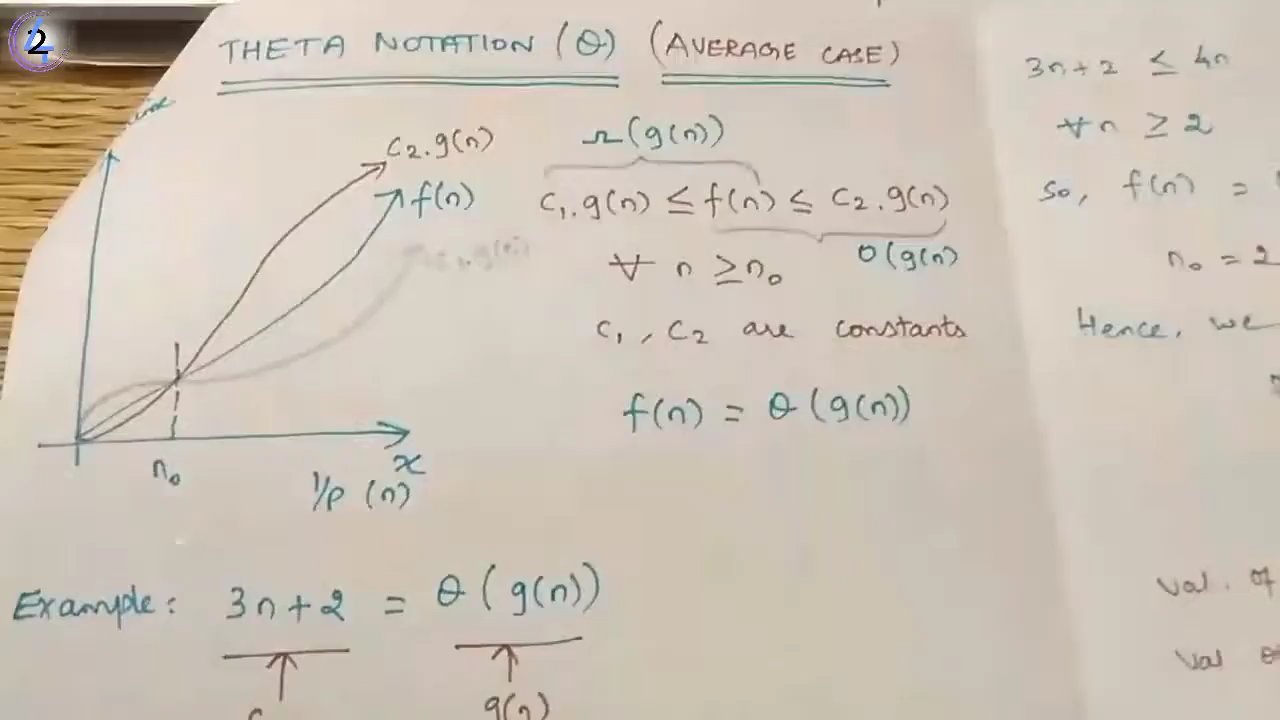 2
THETA NOTATION (θ) (AVERAGE CASE)
C₂.g(n)
f(n)
n₀
x
I/P (n)
Ω(g(n))
C₁.g(n) ≤ f(n) ≤ C₂.g(n)
O(g(n)
∀ n ≥ n₀
C₁, C₂ are constants
f(n) = θ(g(n))
Example: 3n+2 = θ(g(n))
g(n)
3n+2 ≤ 4n
∀ n ≥ 2
So, f(n) =
n₀ = 2
Hence, we
Val. of
Val